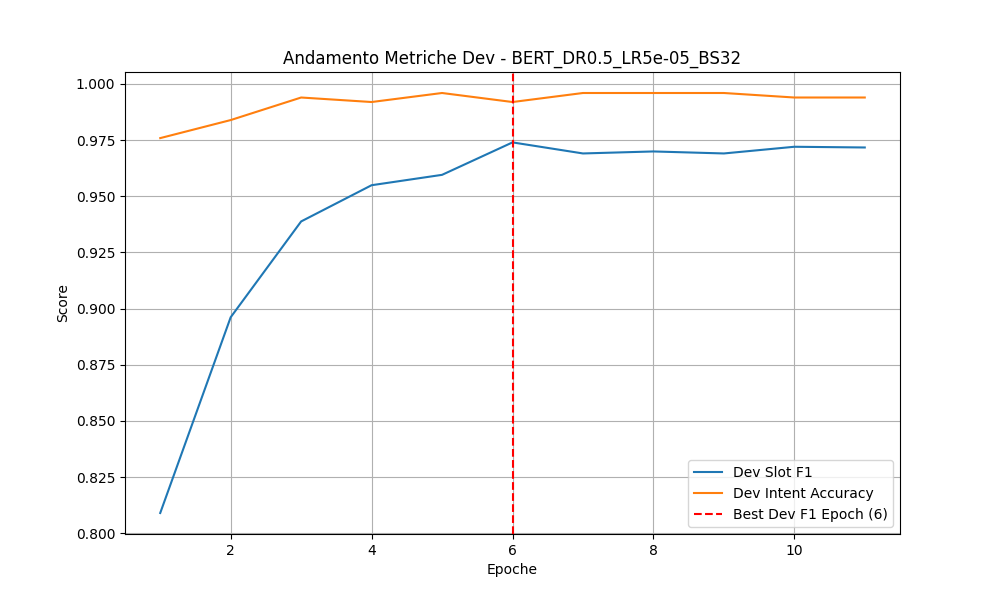 Andamento Metriche Dev - BERT_DR0.5_LR5e-05_BS32
1.000
0.975
0.950
0.925
0.900
0.875
0.850
0.825
0.800
Score
2
4
6
8
10
Epoche
Dev Slot F1
Dev Intent Accuracy
Best Dev F1 Epoch (6)